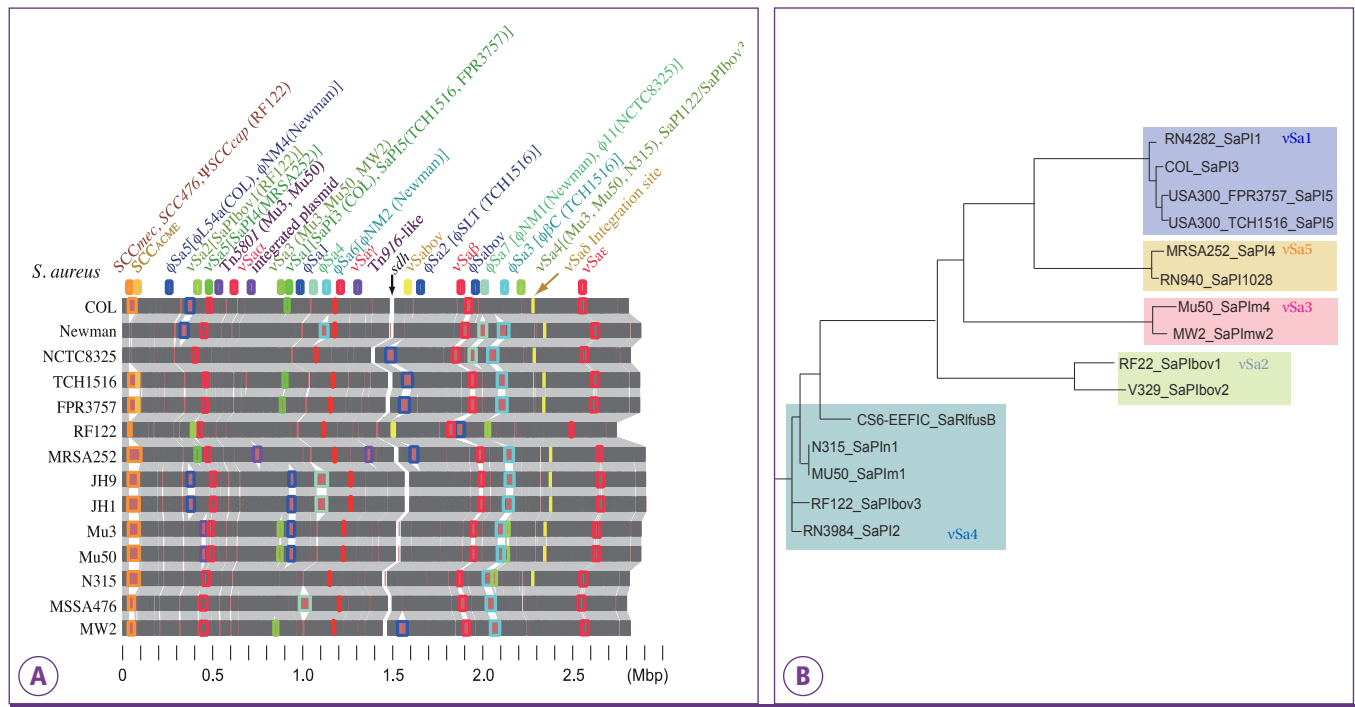 SCCmec, SCC476, ΨSCCcap (RF122)
SCCACME
ϕSa5[ϕL54a(COL), ϕNM4(Newman)]
νSa2[SaPIbov1(RF122)]
νSa5[SaPI4(MRSA252)]
Tn5801 (Mu3, Mu50)
νSaα
integrated plasmid
νSa3 (Mu3, Mu50, MW2)
νSa1[SaPI3 (COL), SaPI5(TCH1516, FPR3757)]
ϕSa1
ϕSa4
ϕSa6[ϕNM2 (Newman)]
νSaγ
Tn916-like
sdh
νSabov
ϕSa2 [ϕSLT (TCH1516)]
νSaβ
ϕSabov
ϕSa7 [ϕNM1(Newman), ϕ11(NCTC8325)]
ϕSa3 [ϕβC (TCH1516)]
νSa4[(Mu3, Mu50, N315), SaPI122/SaPIbov3
νSaδ Integration site
νSaε
S. aureus
COL
Newman
NCTC8325
TCH1516
FPR3757
RF122
MRSA252
JH9
JH1
Mu3
Mu50
N315
MSSA476
MW2
0 0.5 1.0 1.5 2.0 2.5 (Mbp)
A
RN4282_SaPI1 νSa1
COL_SaPI3
USA300_FPR3757_SaPI5
USA300_TCH1516_SaPI5
MRSA252_SaPI4 νSa5
RN940_SaPI1028
Mu50_SaPIm4 νSa3
MW2_SaPImw2
RF22_SaPIbov1 νSa2
V329_SaPIbov2
CS6-EEFIC_SaRIfusB
N315_SaPIn1
MU50_SaPIm1
RF122_SaPIbov3
RN3984_SaPI2 νSa4
B